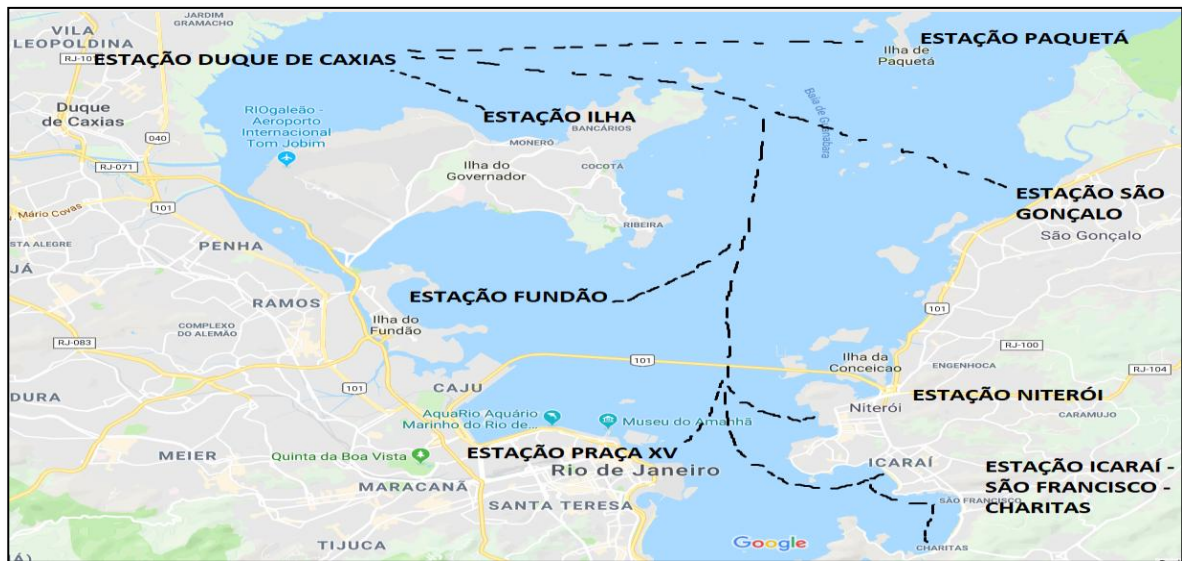 JARDIM
GRAMACHO
VILA
LEOPOLDINA
RJ-101
ESTAÇÃO PAQUETÁ
Ilha de
Paquetá
ESTAÇÃO DUQUE DE CAXIAS
Duque
de Caxias
RIOgaleão -
Aeroporto
Internacional
Tom Jobim
ESTAÇÃO ILHA
BANCÁRIOS
Baía de Guanabara
040
MONERÓ
RJ-071
Ilha do
Governador
COCOTÁ
101
ESTAÇÃO SÃO
GONÇALO
Mário Covas
RIBEIRA
São Gonçalo
STA ALEGRE
PENHA
JÁ
ESTAÇÃO FUNDÃO
RAMOS
101
COMPLEXO
DO ALEMÃO
Ilha do
Fundão
RJ-083
RJ-100
101
Ilha da
Conceicao
ENGENHOCA
RJ-104
101
CAJU
DURA
ESTAÇÃO NITERÓI
Niterói
CARAMUJO
AquaRio Aquário
Marinho do Rio de...
Museu do Amanhã
MEIER
Quinta da Boa Vista
ESTAÇÃO PRAÇA XV
Rio de Janeiro
ICARAÍ
ESTAÇÃO ICARAÍ -
SÃO FRANCISCO -
CHARITAS
MARACANÃ
SÃO FRANCISCO
SANTA TERESA
TIJUCA
Google
CHARITAS